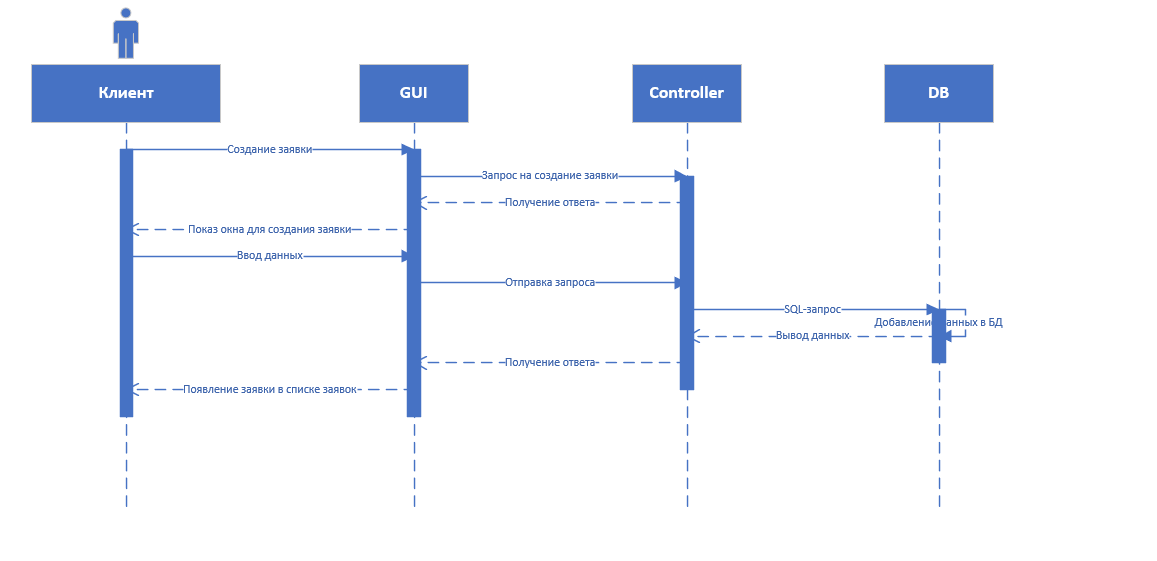 Клиент
GUI
Controller
DB
Создание заявки
Запрос на создание заявки
Получение ответа
Показ окна для создания заявки
Ввод данных
Отправка запроса
SQL-запрос
Добавление данных в БД
Вывод данных
Получение ответа
Появление заявки в списке заявок